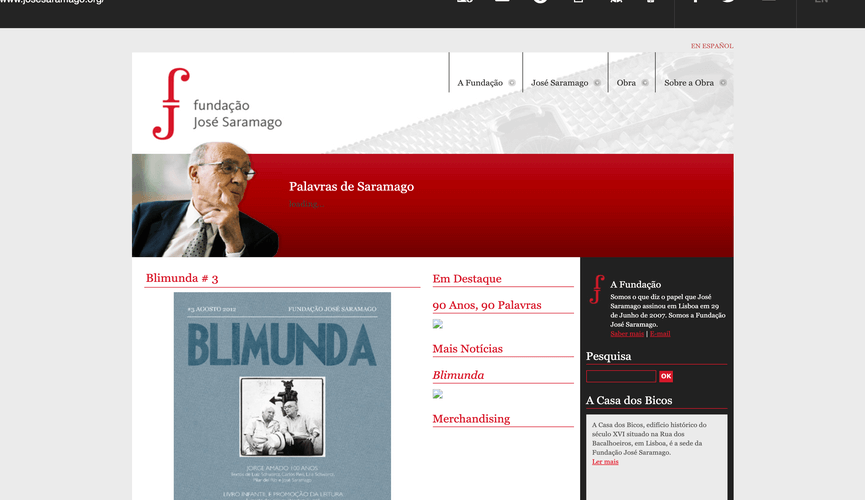 www.josesaramago.org/
EN
EN ESPAÑOL
fundação
José Saramago
A Fundação
José Saramago
Obra
Sobre a Obra
Palavras de Saramago
loading...
Blimunda # 3
#3 AGOSTO 2012
FUNDAÇÃO JOSÉ SARAMAGO
BLIMUNDA
JORGE AMADO 100 ANOS
LIVRO INFANTIL E PROMOÇÃO DA LEITURA
Em Destaque
90 Anos, 90 Palavras
Mais Notícias
Blimunda
Merchandising
A Fundação
Somos o que diz o papel que José
Saramago assinou em Lisboa em 29
de Junho de 2007. Somos a Fundação
José Saramago.
Saber mais | E-mail
Pesquisa
OK
A Casa dos Bicos
A Casa dos Bicos, edifício histórico do
século XVI situado na Rua dos
Bacalhoeiros, em Lisboa, é a sede da
Fundação José Saramago.
Ler mais